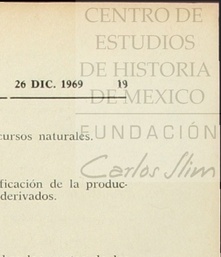 CENTRO DE
ESTUDIOS
DE HISTORIA
DE MEXICO
FUNDACIÓN
Carlos Slim
26 DIC. 1969 19
cursos naturales.
ficación de la produc-
derivados.